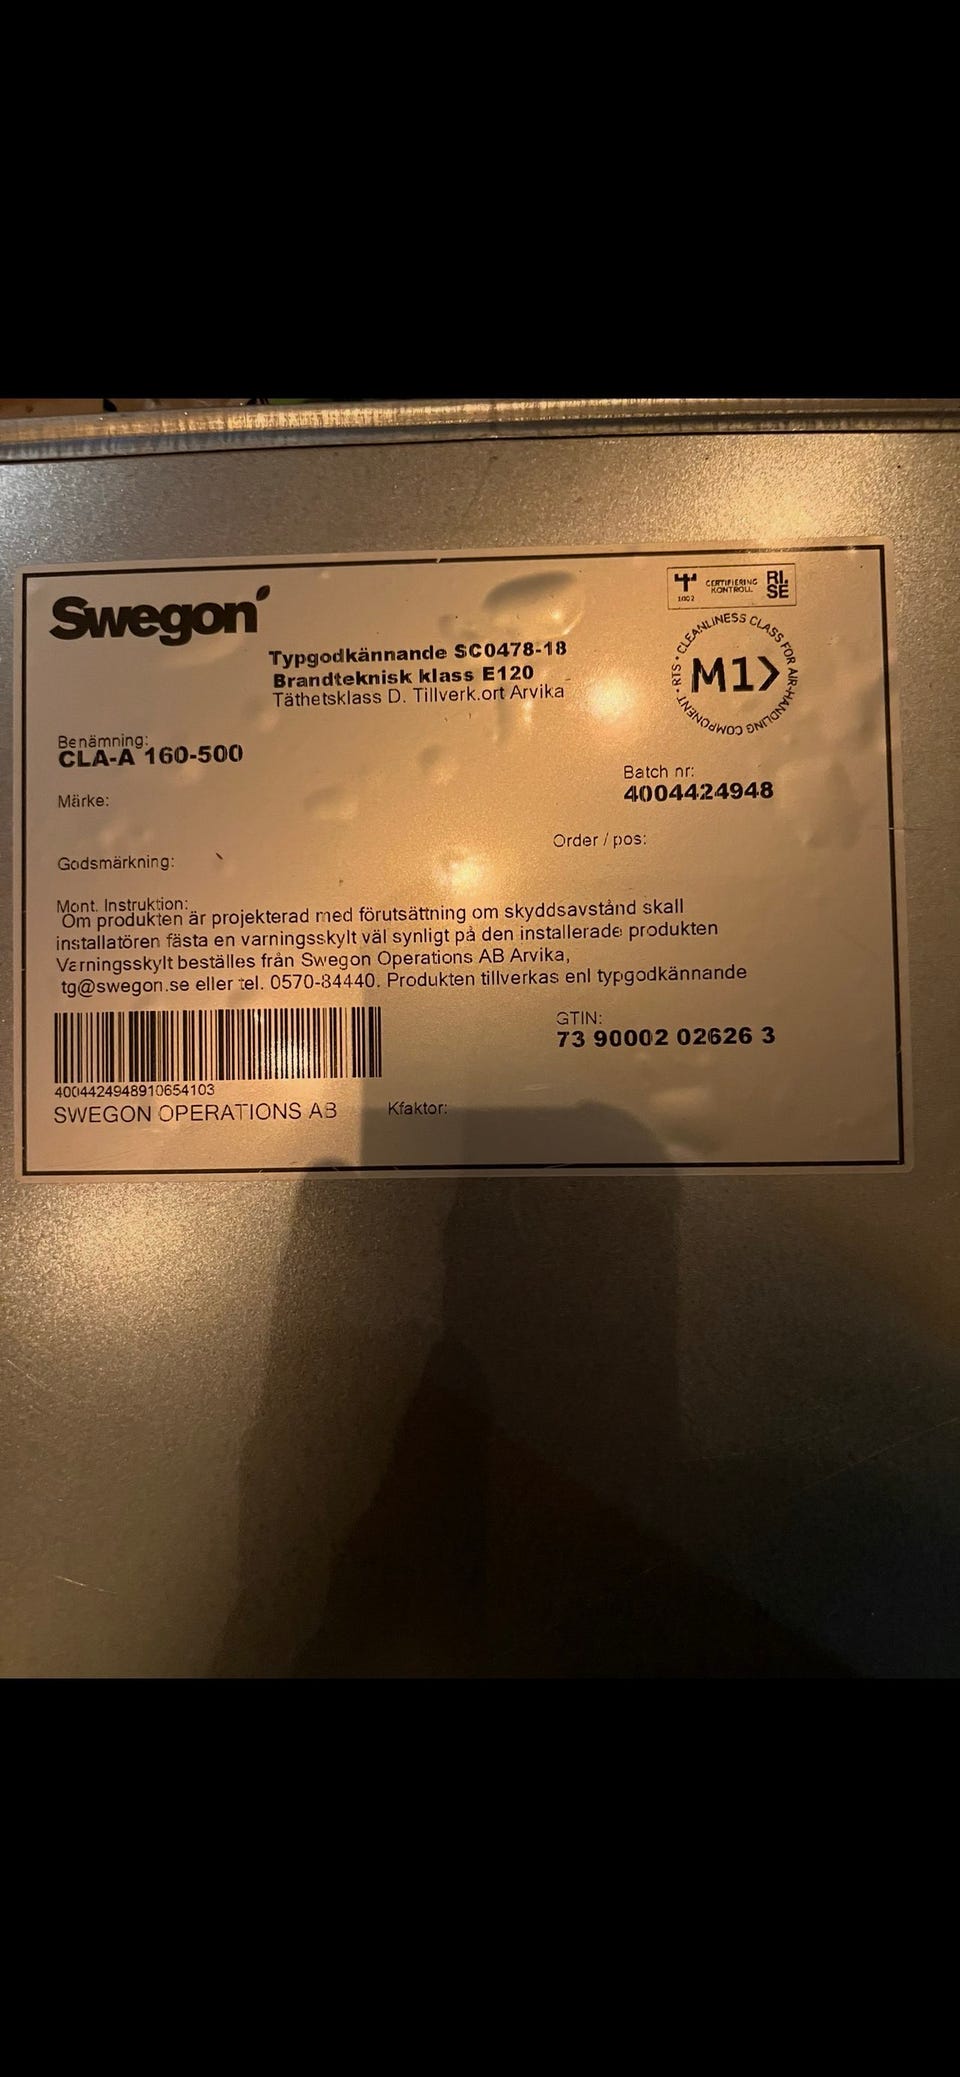 Swegon
CERTIFIERING
KONTROLL
RI.
SE
1002
Typgodkännande SC0478-18
Brandteknisk klass E120
Täthetsklass D. Tillverk.ort Arvika
M1
CLEANLINESS CLASS FOR AIR-HANDLING COMPONENT • RTS •
Benämning:
CLA-A 160-500
Batch nr:
4004424948
Märke:
Order / pos:
Godsmärkning:
Mont. Instruktion:
Om produkten är projekterad med förutsättning om skyddsavstånd skall
installatören fästa en varningsskylt väl synligt på den installerade produkten
Varningsskylt beställes från Swegon Operations AB Arvika,
tg@swegon.se eller tel. 0570-84440. Produkten tillverkas enl typgodkännande
GTIN:
73 90002 02626 3
4004424948910654103
SWEGON OPERATIONS AB
Kfaktor: